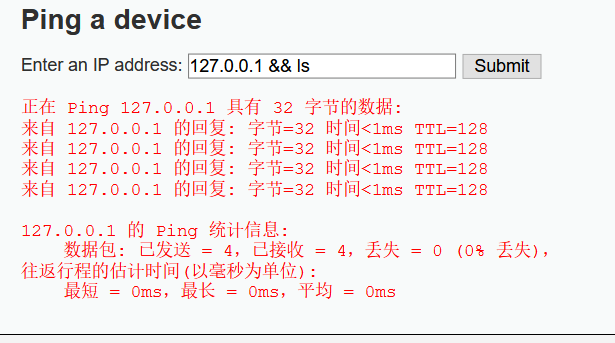 Ping a device
Enter an IP address: 127.0.0.1 && ls Submit
正在 Ping 127.0.0.1 具有 32 字节的数据:
来自 127.0.0.1 的回复: 字节=32 时间<1ms TTL=128
来自 127.0.0.1 的回复: 字节=32 时间<1ms TTL=128
来自 127.0.0.1 的回复: 字节=32 时间<1ms TTL=128
来自 127.0.0.1 的回复: 字节=32 时间<1ms TTL=128
127.0.0.1 的 Ping 统计信息:
数据包: 已发送 = 4，已接收 = 4，丢失 = 0 (0% 丢失)，
往返行程的估计时间(以毫秒为单位):
最短 = 0ms，最长 = 0ms，平均 = 0ms